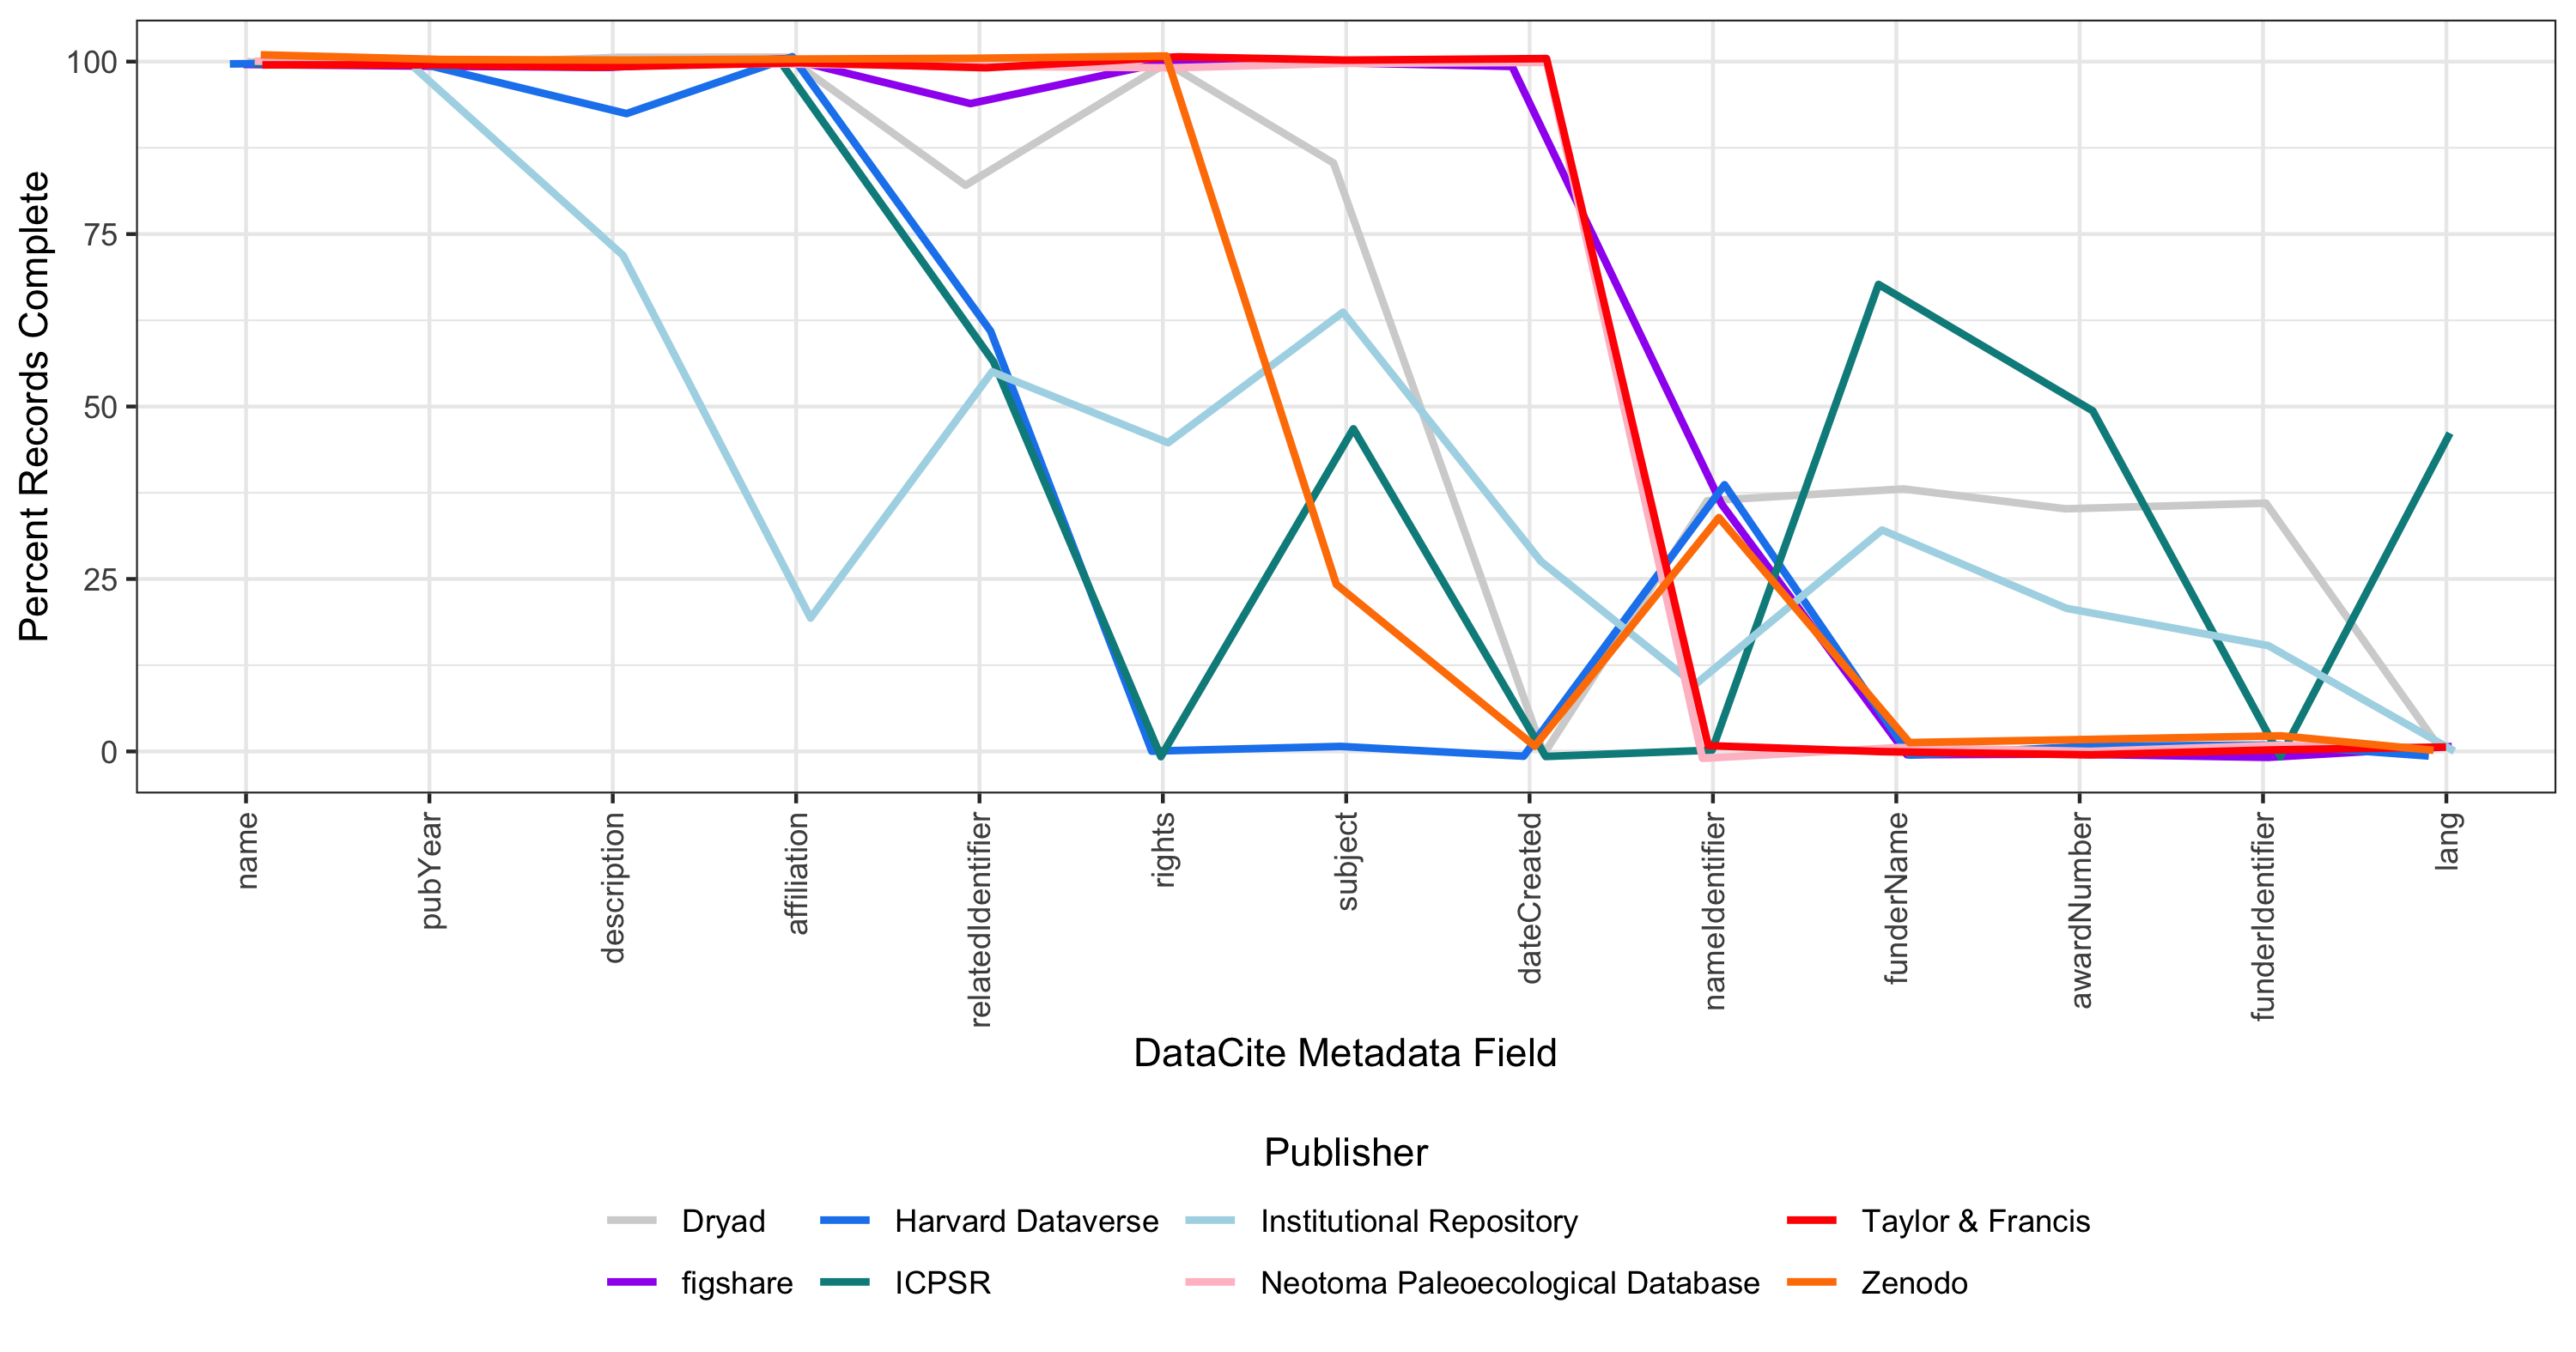 Percent Records Complete
100
75
50
25
0
name
pubYear
description
affiliation
relatedIdentifier
rights
subject
dateCreated
nameIdentifier
funderName
awardNumber
funderIdentifier
lang
DataCite Metadata Field
Publisher
Dryad
Harvard Dataverse
Institutional Repository
Taylor & Francis
figshare
ICPSR
Neotoma Paleoecological Database
Zenodo